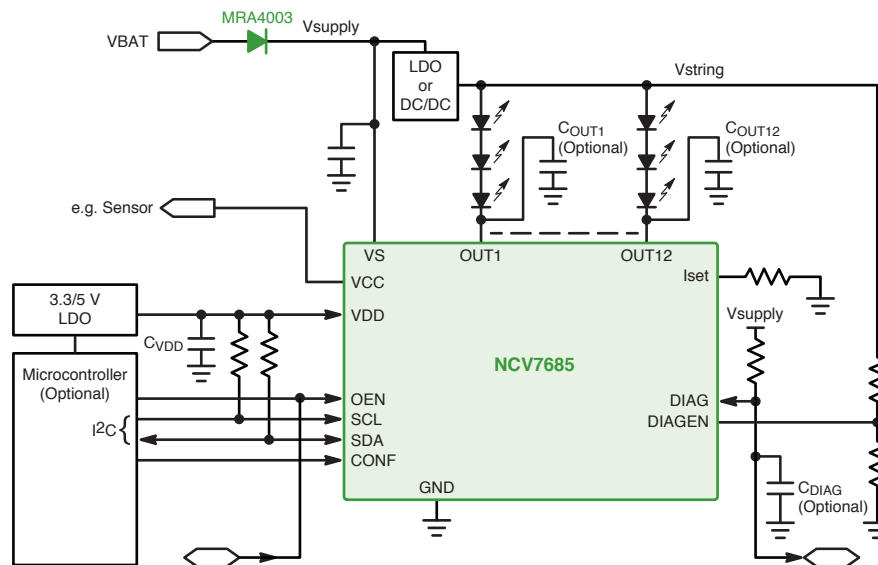 MRA4003
VBAT
Vsupply
LDO
or
DC/DC
Vstring
COUT1
(Optional)
COUT12
(Optional)
e.g. Sensor
VS
OUT1
OUT12
VCC
Iset
3.3/5 V
LDO
VDD
Vsupply
CVDD
NCV7685
Microcontroller
(Optional)
OEN
DIAG
I2C
SCL
DIAGEN
SDA
CONF
GND
CDIAG
(Optional)